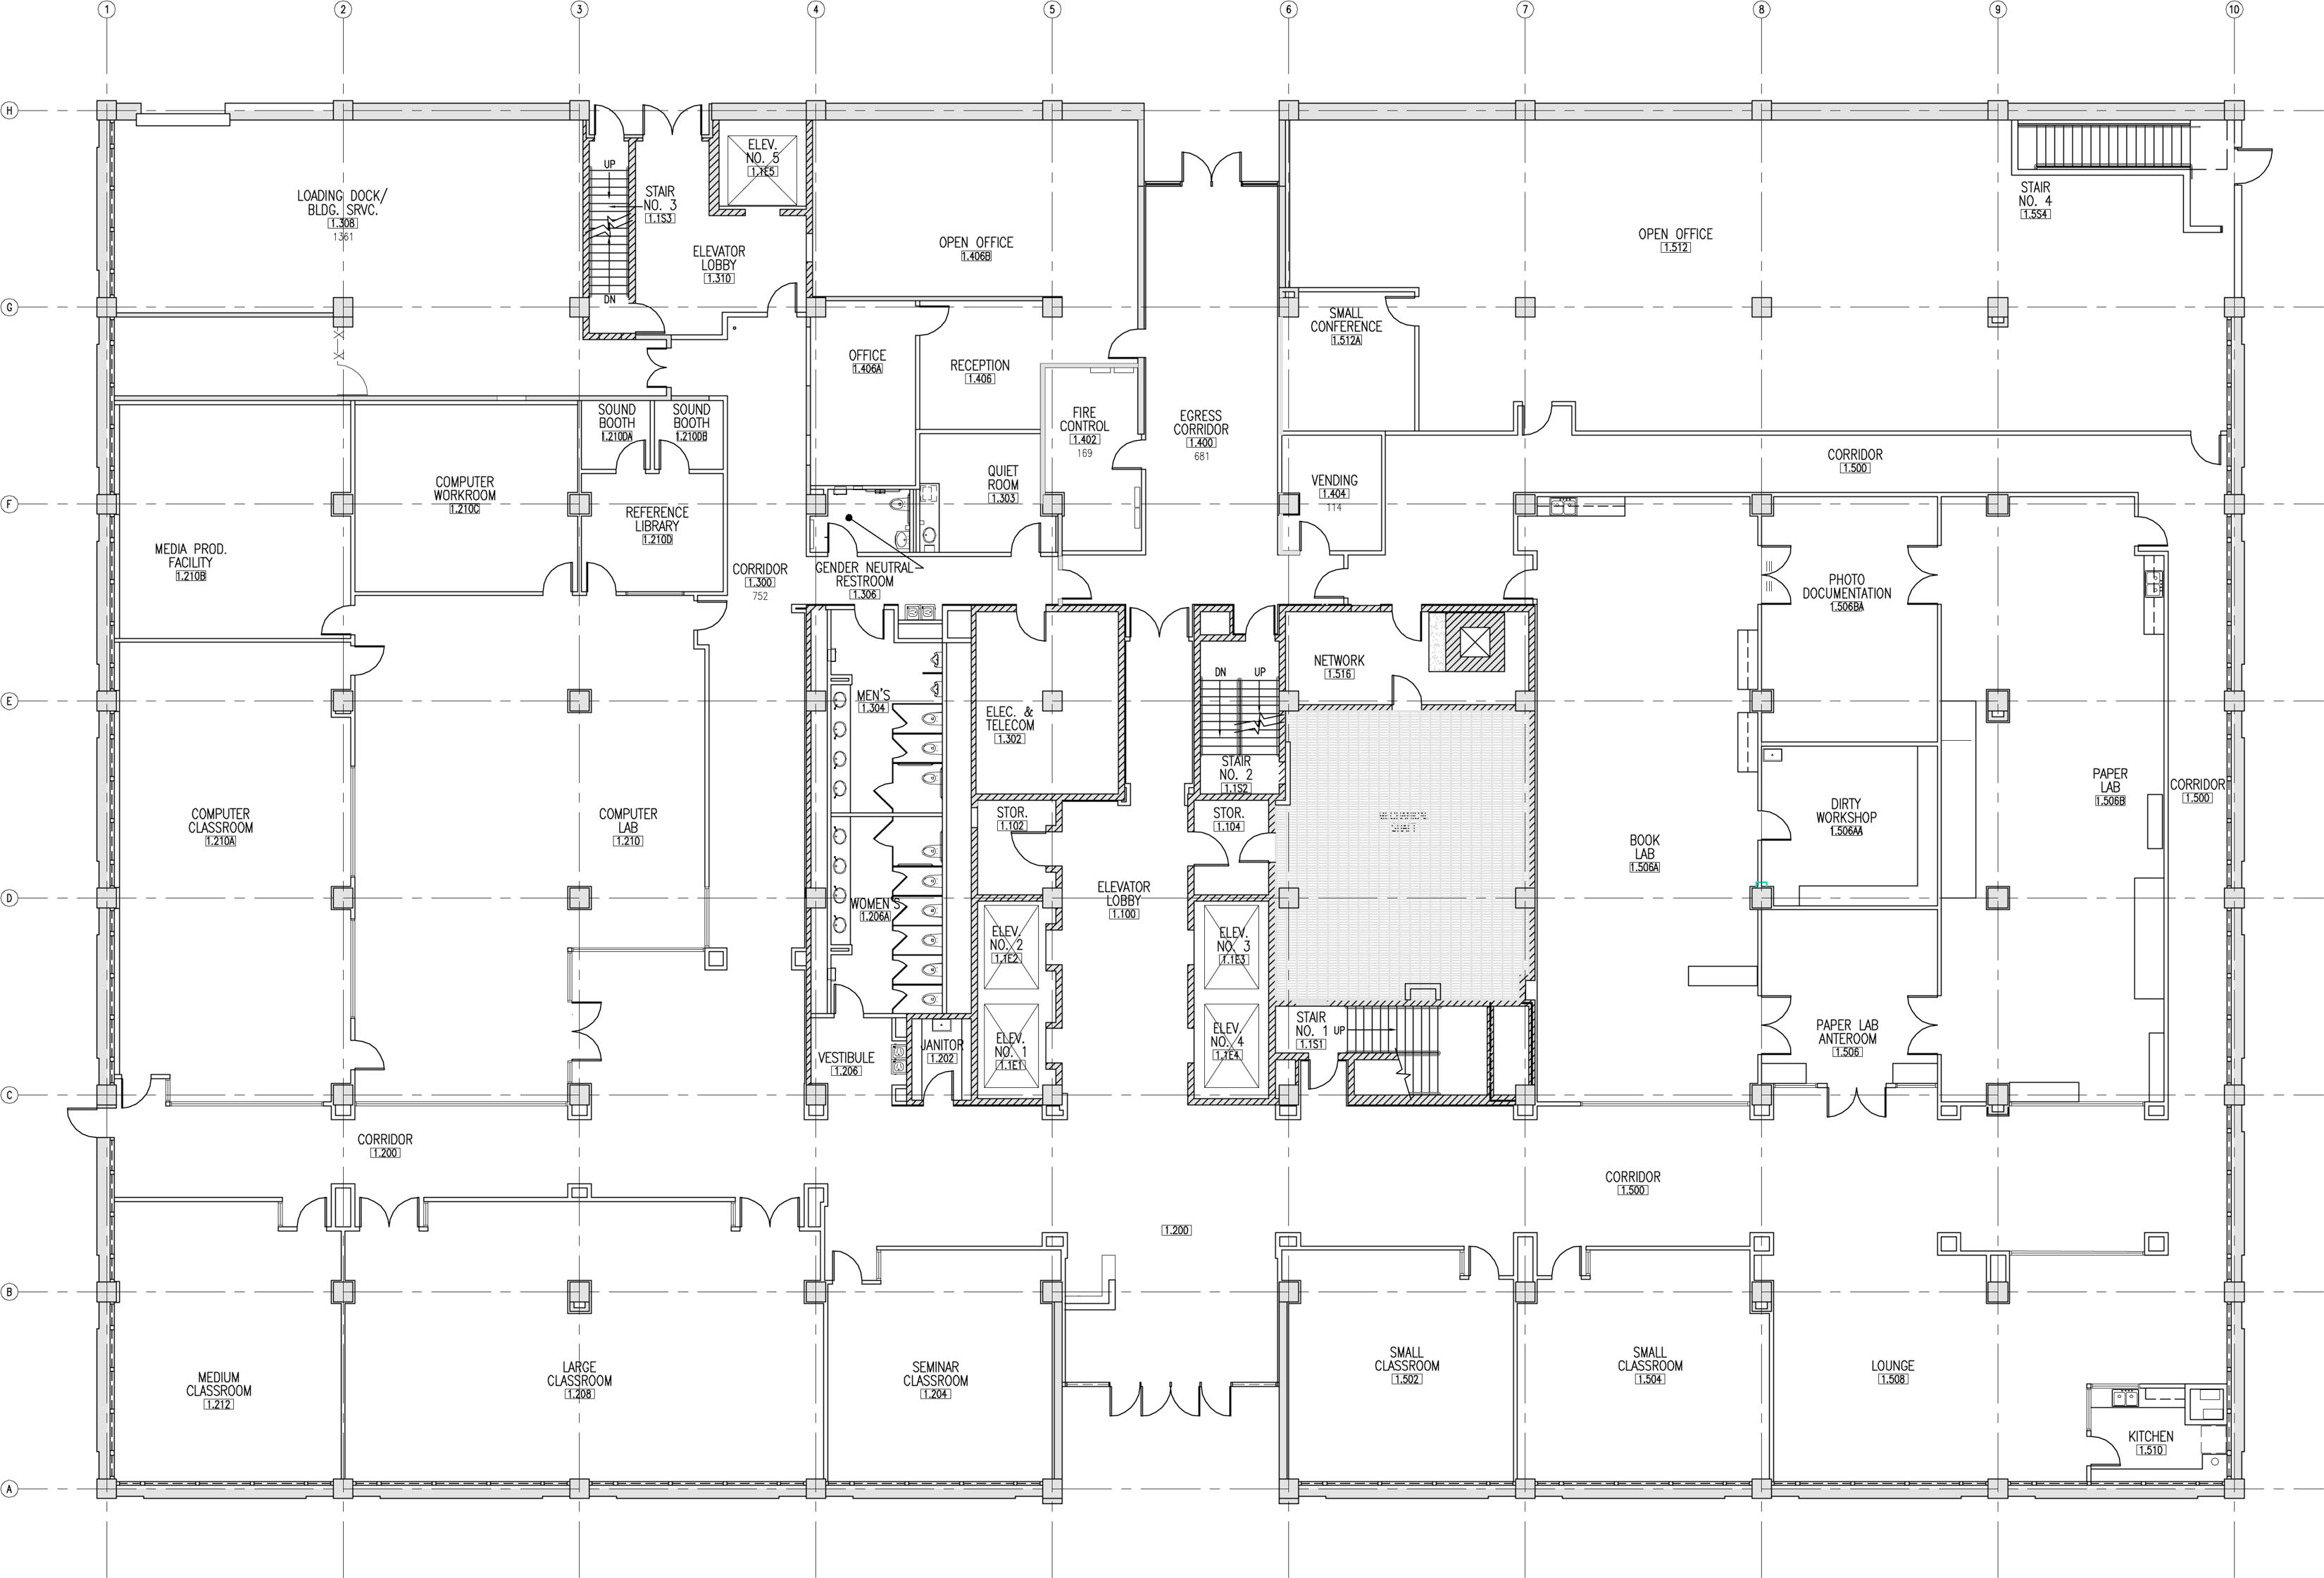 1 2 3 4 5 6 7 8 9 10
H
ELEV.
NO. 5
1.1E5
UP
LOADING DOCK/
BLDG. SRVC.
1.308
1361
STAIR
NO. 3
1.1S3
STAIR
NO. 4
1.5S4
OPEN OFFICE
1.406B
OPEN OFFICE
1.512
ELEVATOR
LOBBY
1.310
DN
G
SMALL
CONFERENCE
1.512A
OFFICE
1.406A
RECEPTION
1.406
SOUND
BOOTH
1.210DA
SOUND
BOOTH
1.210DB
FIRE
CONTROL
1.402
169
EGRESS
CORRIDOR
1.400
681
CORRIDOR
1.500
COMPUTER
WORKROOM
1.210C
QUIET
ROOM
1.303
VENDING
1.404
114
F
REFERENCE
LIBRARY
1.210D
MEDIA PROD.
FACILITY
1.210B
CORRIDOR
1.300
752
GENDER NEUTRAL
RESTROOM
1.306
PHOTO
DOCUMENTATION
1.506BA
NETWORK
1.516
DN UP
E
MEN'S
1.304
ELEC. &
TELECOM
1.302
STAIR
NO. 2
1.1S2
PAPER
LAB
1.506B
CORRIDOR
1.500
COMPUTER
CLASSROOM
1.210A
COMPUTER
LAB
1.210
STOR.
1.102
STOR.
1.104
MECHANICAL
SHAFT
DIRTY
WORKSHOP
1.506AA
BOOK
LAB
1.506A
D
ELEVATOR
LOBBY
1.100
WOMEN'S
1.206A
ELEV.
NO. 2
1.1E2
ELEV.
NO. 3
1.1E3
STAIR
NO. 1
1.1S1
UP
VESTIBULE
1.206
JANITOR
1.202
ELEV.
NO. 1
1.1E1
ELEV.
NO. 4
1.1E4
PAPER LAB
ANTEROOM
1.506
C
CORRIDOR
1.200
CORRIDOR
1.500
1.200
B
MEDIUM
CLASSROOM
1.212
LARGE
CLASSROOM
1.208
SEMINAR
CLASSROOM
1.204
SMALL
CLASSROOM
1.502
SMALL
CLASSROOM
1.504
LOUNGE
1.508
KITCHEN
1.510
A